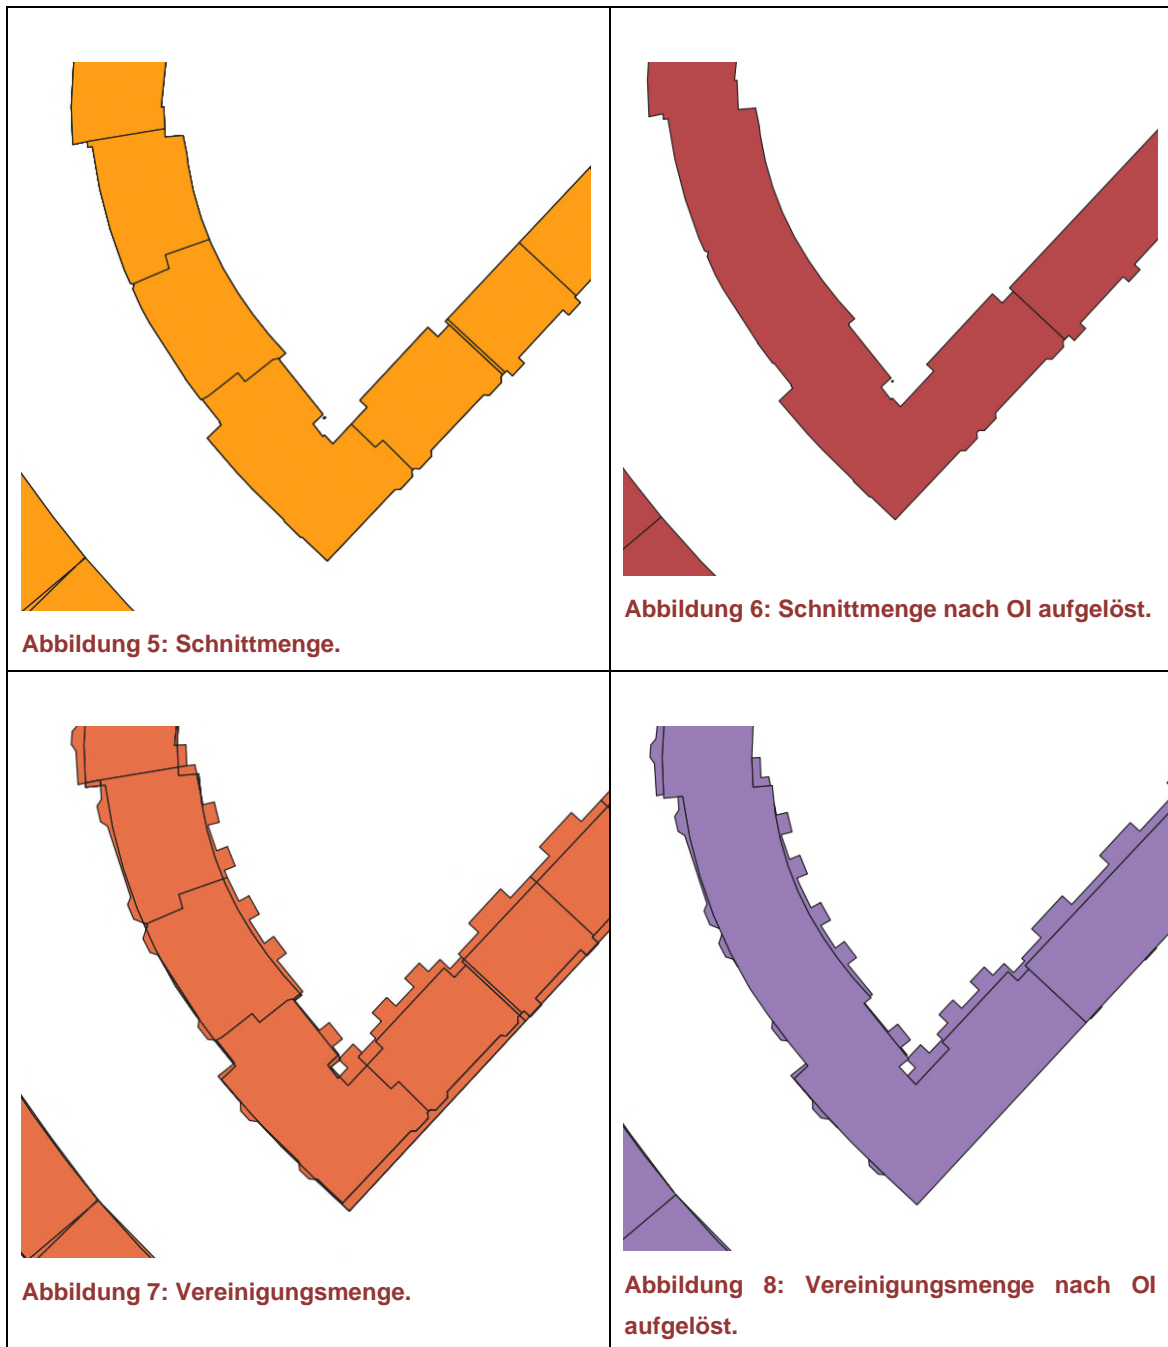 Abbildung 5: Schnittmenge.
Abbildung 6: Schnittmenge nach OI aufgelöst.
Abbildung 7: Vereinigungsmenge.
Abbildung 8: Vereinigungsmenge nach OI
aufgelöst.